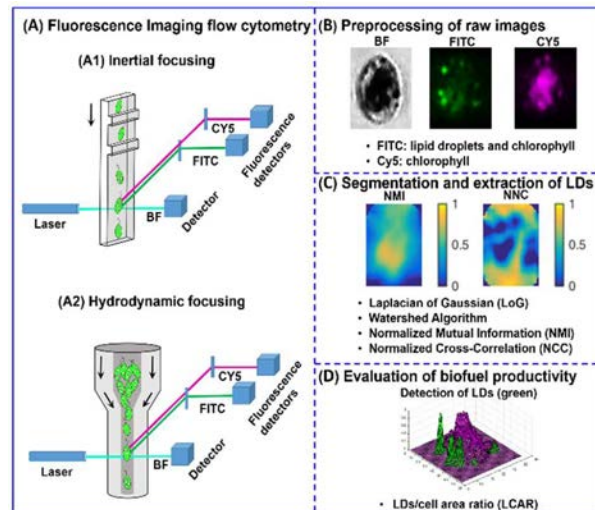 (A) Fluorescence Imaging flow cytometry
(A1) Inertial focusing
CY5
FITC
Fluorescence
detectors
Laser
BF
Detector
(A2) Hydrodynamic focusing
CY5
FITC
Fluorescence
detectors
Laser
BF
Detector
(B) Preprocessing of raw images
BF FITC CY5
• FITC: lipid droplets and chlorophyll
• Cy5: chlorophyll
(C) Segmentation and extraction of LDs
NMI NNC
1 1
0.5 0.5
0 0
• Laplacian of Gaussian (LoG)
• Watershed Algorithm
• Normalized Mutual Information (NMI)
• Normalized Cross-Correlation (NCC)
(D) Evaluation of biofuel productivity
Detection of LDs (green)
• LDs/cell area ratio (LCAR)